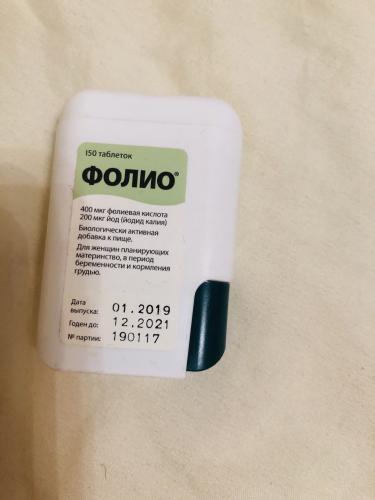 150 таблеток
ФОЛИО®
400 мкг фолиевая кислота
200 мкг йод (йодид калия)
Биологически активная
добавка к пище.
Для женщин планирующих
материнство, в период
беременности и кормления
грудью.
Дата
выпуска: 01.2019
Годен до: 12.2021
№ партии: 190117